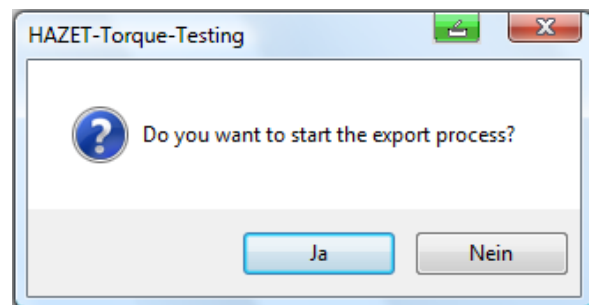 HAZET-Torque-Testing
Do you want to start the export process?
Ja
Nein